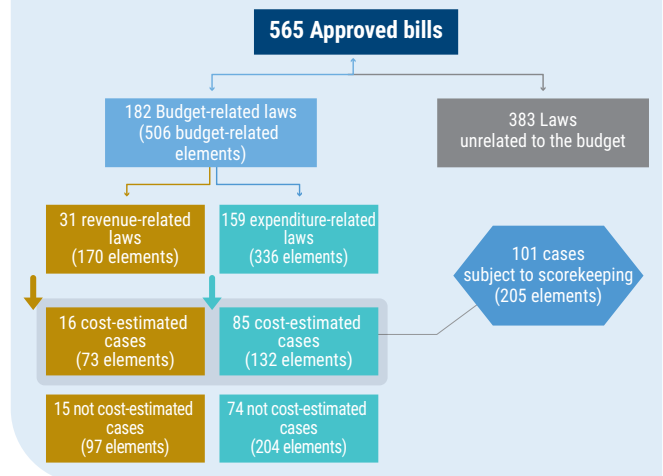 565 Approved bills
182 Budget-related laws
(506 budget-related
elements)
383 Laws
unrelated to the budget
31 revenue-related
laws
(170 elements)
159 expenditure-related
laws
(336 elements)
101 cases
subject to scorekeeping
(205 elements)
16 cost-estimated
cases
(73 elements)
85 cost-estimated
cases
(132 elements)
15 not cost-estimated
cases
(97 elements)
74 not cost-estimated
cases
(204 elements)